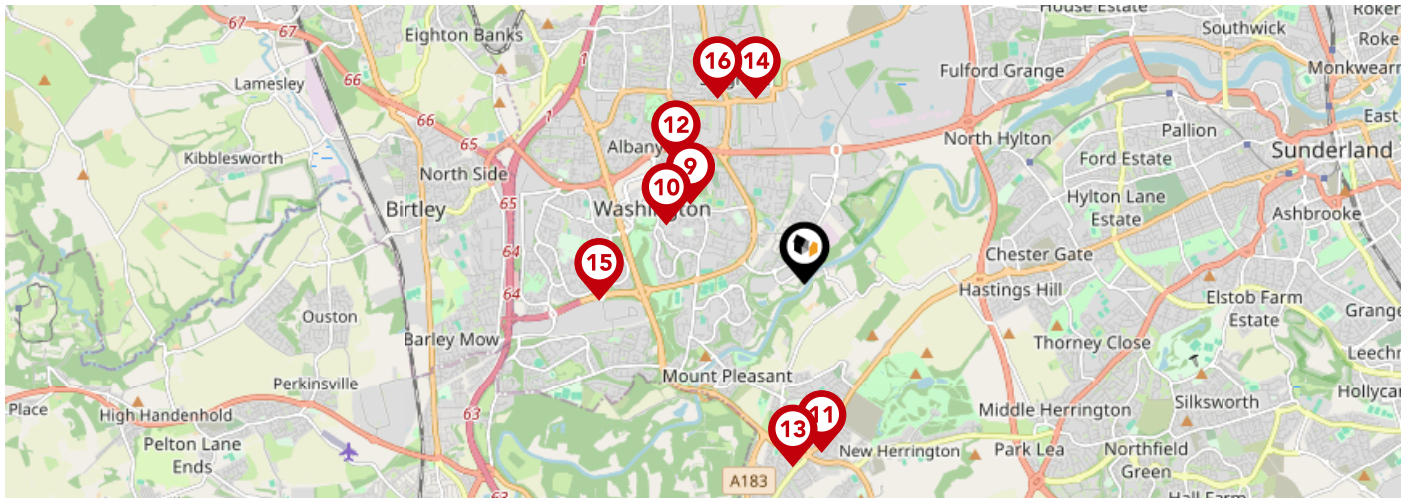 House Estate
Roker
67
67
Eighton Banks
Southwick
Roke
1
16
14
Lamesley
66
Fulford Grange
Monkwearm
66
1
12
East
65
Albany
North Hylton
Pallion
Kibblesworth
North Side
9
Ford Estate
Sunderland
10
65
Birtley
Washington
Hylton Lane
Estate
Ashbrooke
64
15
Chester Gate
64
Hastings Hill
Elstob Farm
Estate
Ouston
Grange
Barley Mow
Thorney Close
Leechm
Perkinsville
Mount Pleasant
Hollycar
Place
High Handenhold
63
11
Middle Herrington
Silksworth
13
Pelton Lane
Ends
New Herrington
Park Lea
Northfield
Green
A183
63
Hall Farm